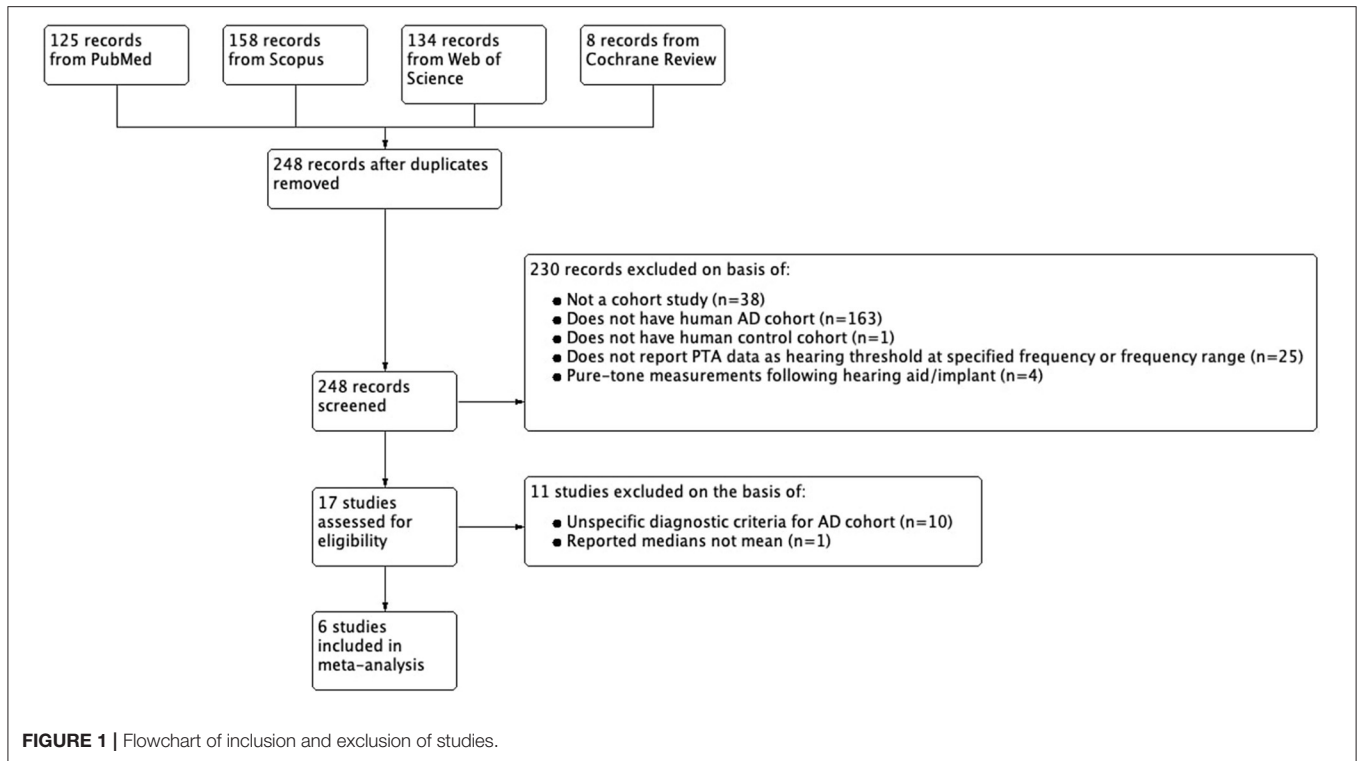 125 records
from PubMed
158 records
from Scopus
134 records
from Web of
Science
8 records from
Cochrane Review
248 records after duplicates
removed
230 records excluded on basis of:
Not a cohort study (n=38)
Does not have human AD cohort (n=163)
Does not have human control cohort (n=1)
Does not report PTA data as hearing threshold at specified frequency or frequency range (n=25)
Pure-tone measurements following hearing aid/implant (n=4)
248 records
screened
17 studies
assessed for
eligibility
11 studies excluded on the basis of:
Unspecific diagnostic criteria for AD cohort (n=10)
Reported medians not mean (n=1)
6 studies
included in
meta-analysis
FIGURE 1 | Flowchart of inclusion and exclusion of studies.